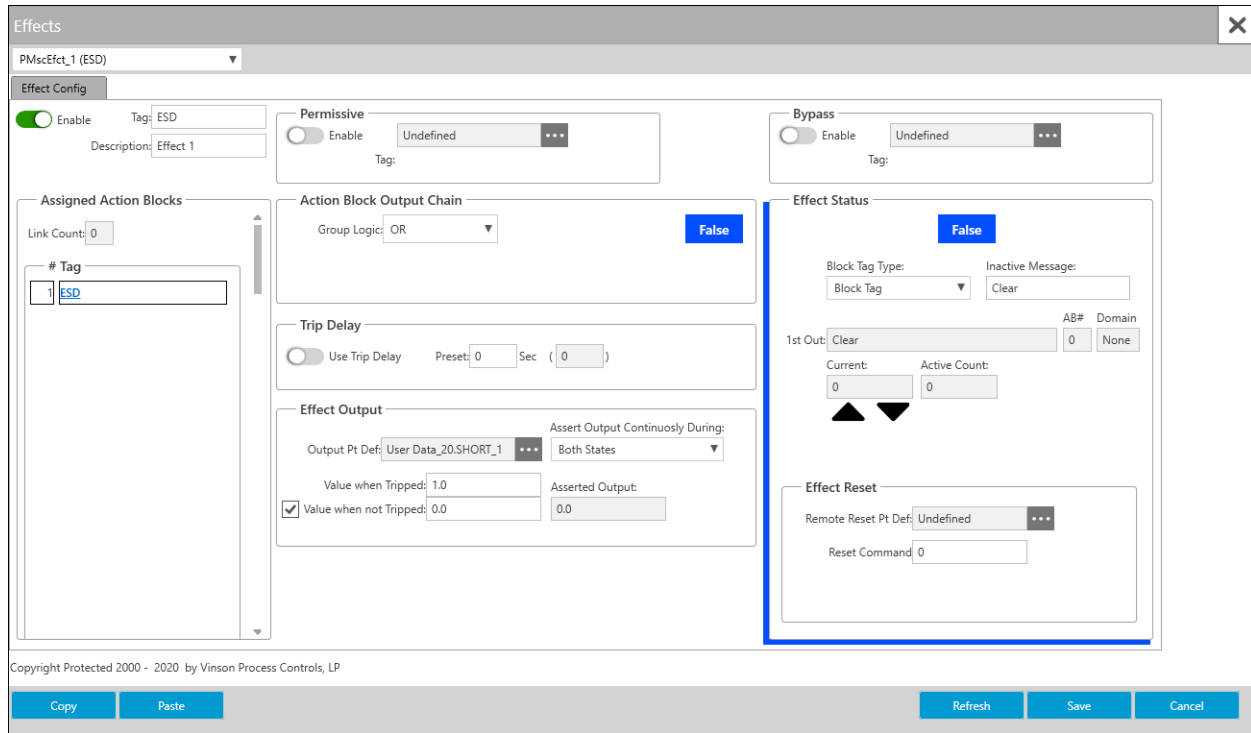 Effects
PMscEfct_1 (ESD)
Effect Config
Enable
Tag: ESD
Description: Effect 1
Permissive
Enable
Undefined
Tag:
Bypass
Enable
Undefined
Tag:
Assigned Action Blocks
Link Count: 0
# Tag
1 ESD
Action Block Output Chain
Group Logic: OR
False
Trip Delay
Use Trip Delay
Preset: 0 Sec ( 0 )
Effect Output
Assert Output Continuosly During:
Output Pt Def: User Data_20.SHORT_1
Both States
Value when Tripped: 1.0
Asserted Output:
Value when not Tripped: 0.0
0.0
Effect Status
False
Block Tag Type:
Inactive Message:
Block Tag
Clear
AB# Domain
1st Out: Clear 0 None
Current: Active Count:
0 0
Effect Reset
Remote Reset Pt Def: Undefined
Reset Command 0
Copyright Protected 2000 - 2020 by Vinson Process Controls, LP
Copy Paste Refresh Save Cancel